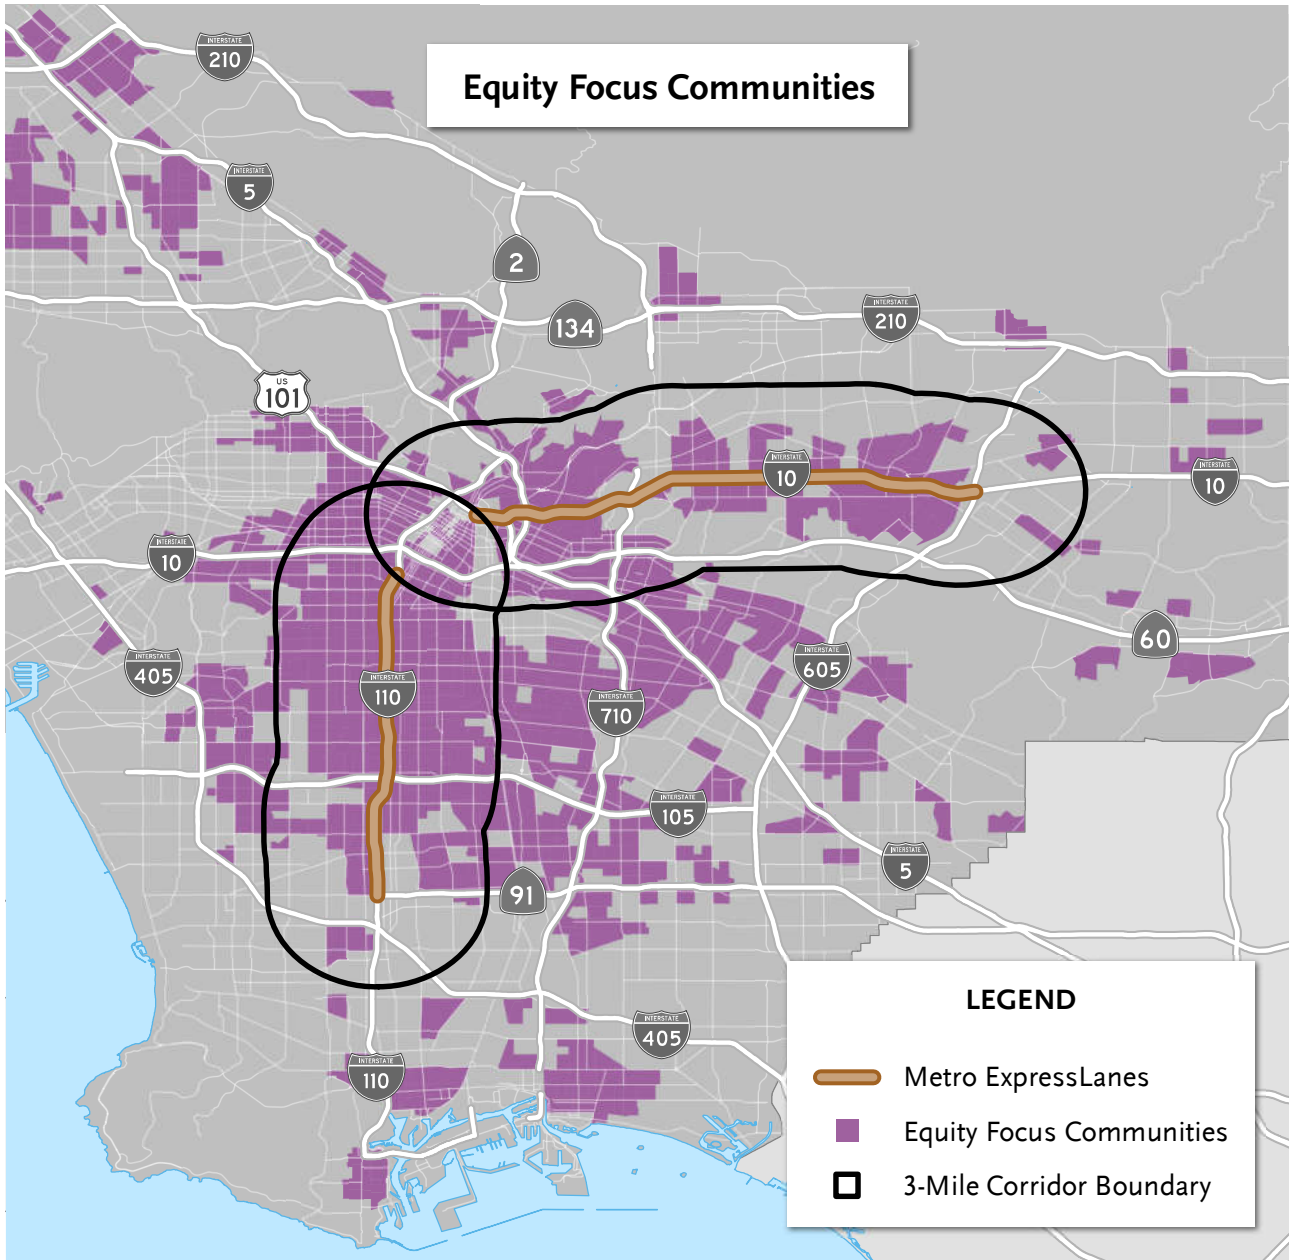 INTERSTATE
210
Equity Focus Communities
INTERSTATE
5
2
134
INTERSTATE
210
US
101
INTERSTATE
10
INTERSTATE
10
INTERSTATE
10
INTERSTATE
405
INTERSTATE
110
INTERSTATE
710
INTERSTATE
605
60
INTERSTATE
105
INTERSTATE
5
91
INTERSTATE
405
INTERSTATE
110
LEGEND
Metro ExpressLanes
Equity Focus Communities
3-Mile Corridor Boundary